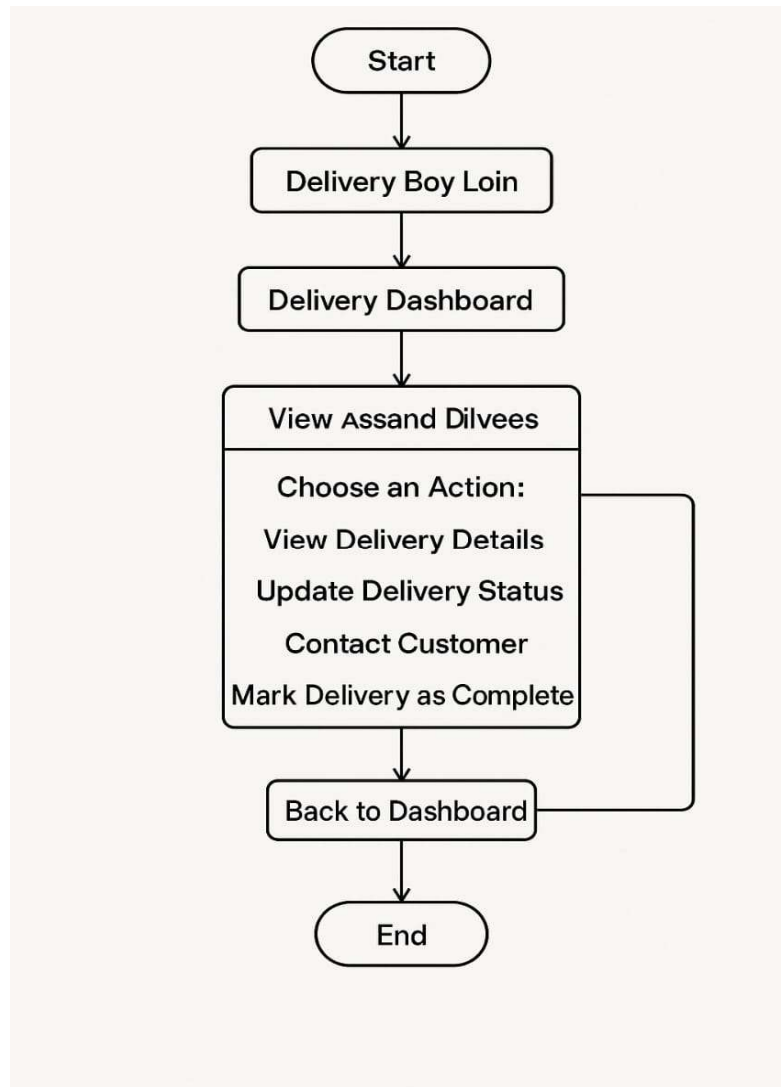 Start
Delivery Boy Loin
Delivery Dashboard
View Assand Dilvees
Choose an Action:
View Delivery Details
Update Delivery Status
Contact Customer
Mark Delivery as Complete
Back to Dashboard
End